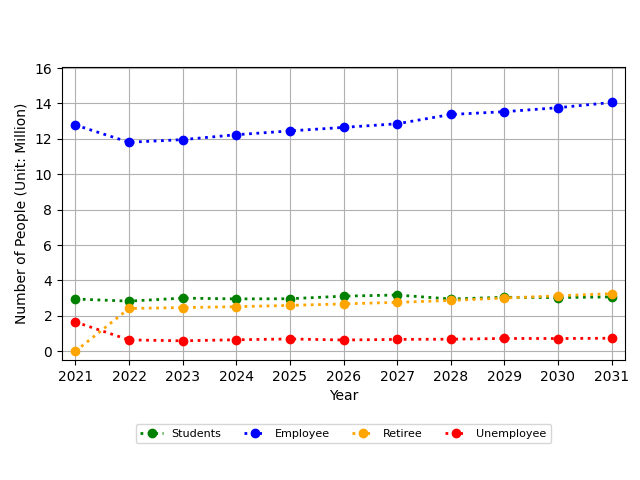 16
14
12
10
8
6
4
2
0
Number of People (Unit: Million)
2021 2022 2023 2024 2025 2026 2027 2028 2029 2030 2031
Year
Students Employee Retiree Unemployee